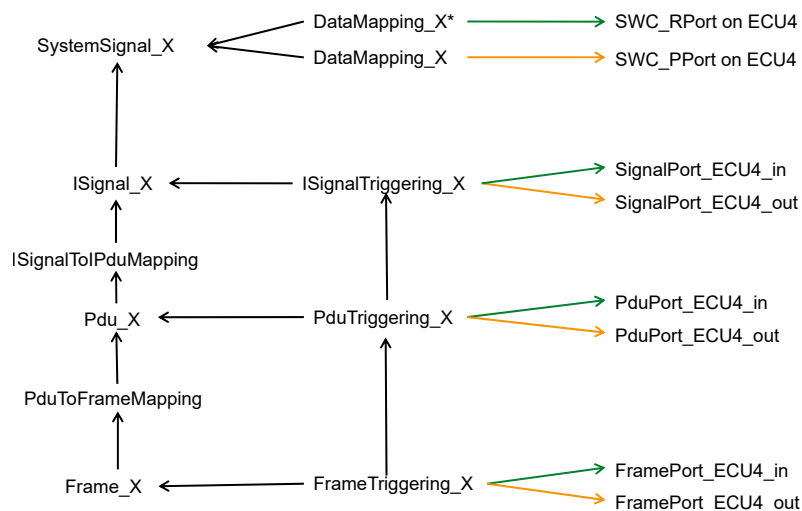 DataMapping_X*
SWC_RPort on ECU4
SystemSignal_X
DataMapping_X
SWC_PPort on ECU4
ISignal_X
ISignalTriggering_X
SignalPort_ECU4_in
SignalPort_ECU4_out
ISignalToIPduMapping
Pdu_X
PduTriggering_X
PduPort_ECU4_in
PduPort_ECU4_out
PduToFrameMapping
Frame_X
FrameTriggering_X
FramePort_ECU4_in
FramePort_ECU4_out